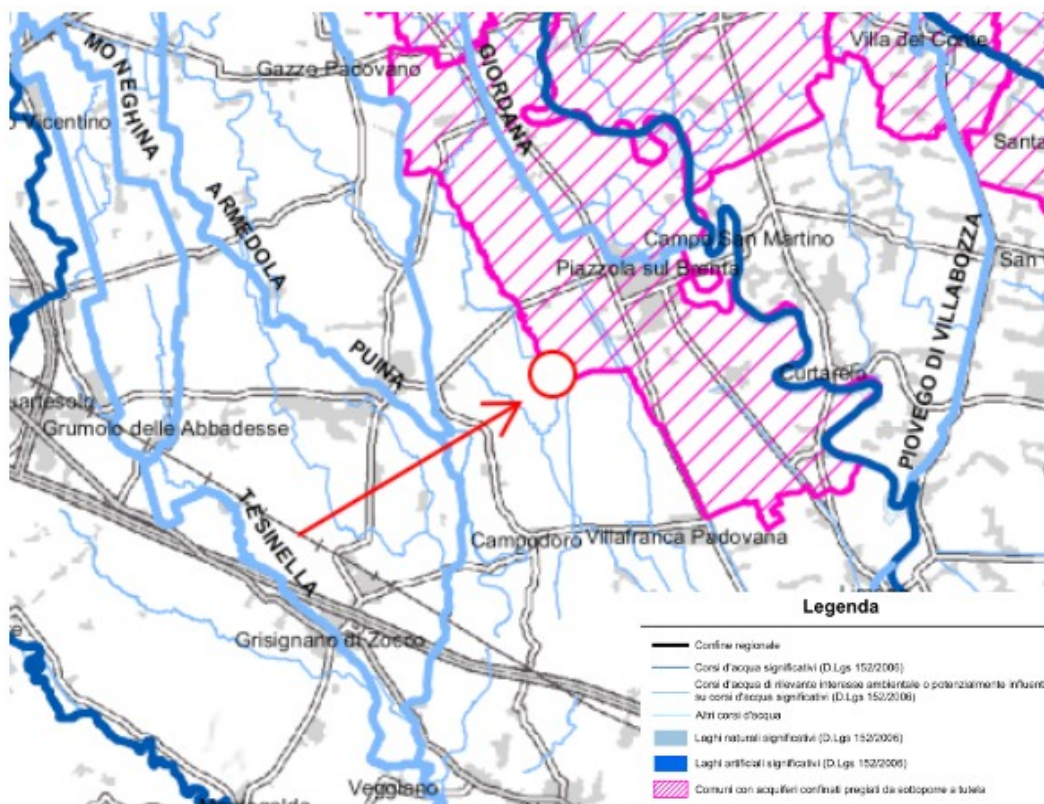 MONEGHINA
Gazzo Padovano
GIORDANA
Villa del Conte
o Vicentino
Santa
ARMEDOLA
PIOVEGO DI VILLABOZZA
Campo San Martino
San
Piazzola sul Brenta
PUINA
Curtarolo
Grumolo delle Abbadesse
TESINELLA
Campodoro
Villafranca Padovana
Grisignano di Zocco
Veggiano
Legenda
Confine regionale
Corsi d'acqua significativi (D.Lgs 152/2006)
Corsi d'acqua di rilevante interesse ambientale o potenzialmente influent
su corsi d'acqua significativi (D.Lgs 152/2006)
Altri corsi d'acqua
Laghi naturali significativi (D.Lgs 152/2006)
Laghi artificiali significativi (D.Lgs 152/2006)
Comuni con acquiferi confinati pregiati da sottoporre a tutela